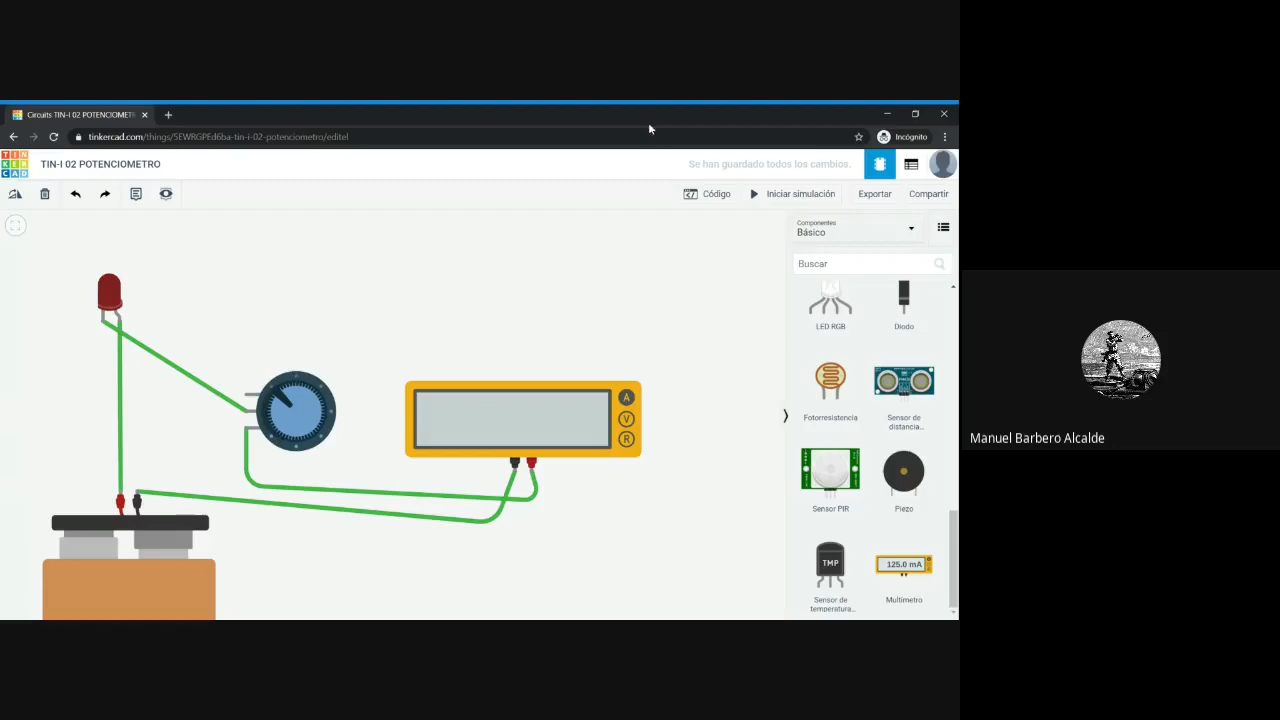 Circuits TIN-I 02 POTENCIOMETR
tinkercad.com/things/5EWRGPEd6ba-tin-i-02-potenciometro/editel
Incógnito
TIN
KER
CAD
TIN-I 02 POTENCIOMETRO
Se han guardado todos los cambios.
Código
Iniciar simulación
Exportar
Compartir
Componentes
Básico
Buscar
LED RGB
Diodo
A
V
R
Fotorresistencia
Sensor de
distancia...
Sensor PIR
Piezo
TMP
125.0 mA
Sensor de
temperatura...
Multímetro
Manuel Barbero Alcalde